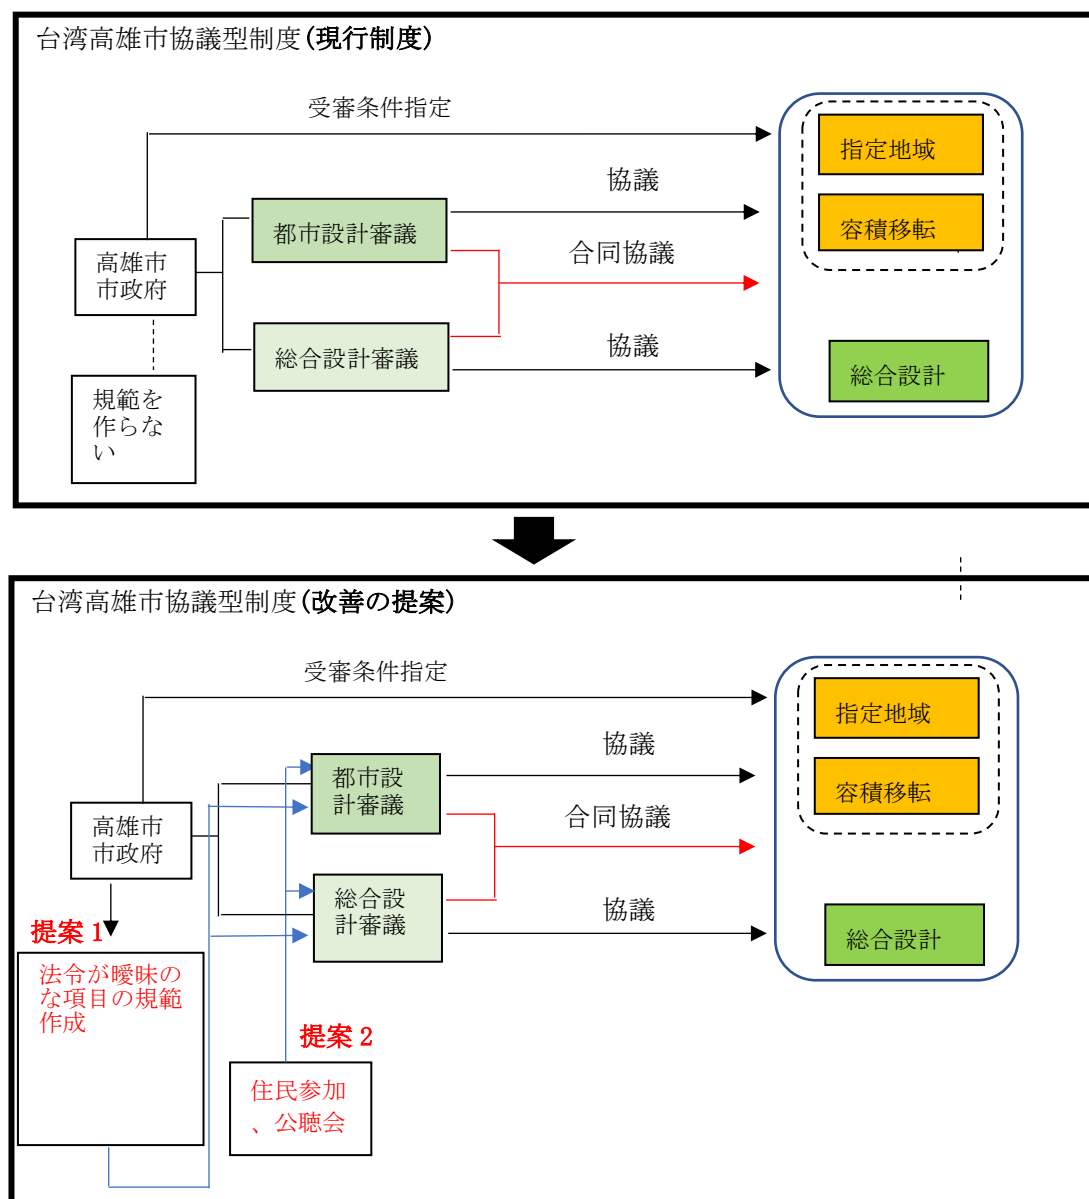 台湾高雄市協議型制度(現行制度)
受審条件指定
指定地域
協議
容積移転
都市設計審議
高雄市
市政府
合同協議
総合設計審議
協議
総合設計
規範を
作らな
い
台湾高雄市協議型制度(改善の提案)
受審条件指定
指定地域
協議
都市設
計審議
容積移転
高雄市
市政府
合同協議
総合設
計審議
協議
総合設計
提案 1
法令が曖昧の
な項目の規範
作成
提案 2
住民参加
、公聴会